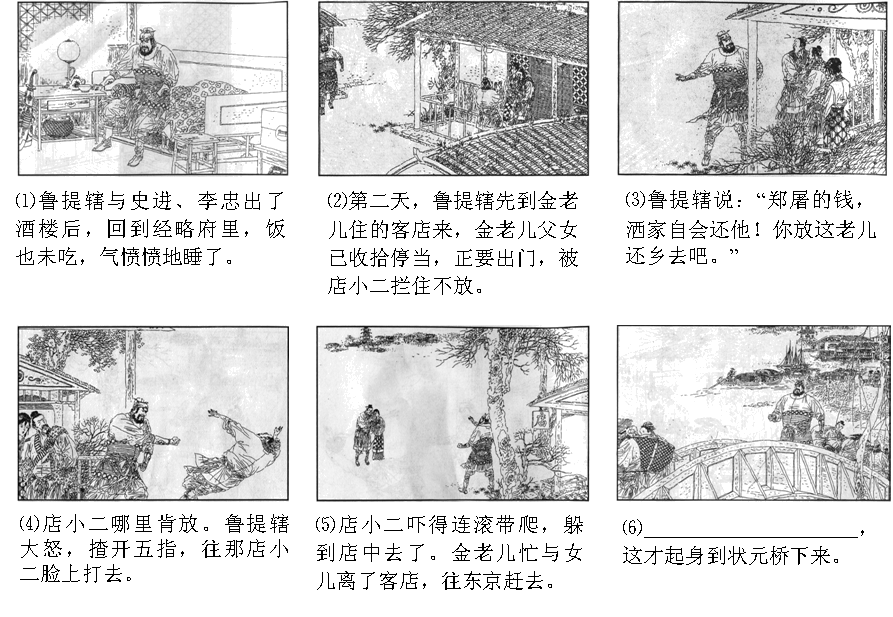 ⑴鲁提辖与史进、李忠出了
酒楼后，回到经略府里，饭
也未吃，气愤愤地睡了。
⑵第二天，鲁提辖先到金老
儿住的客店来，金老儿父女
已收拾停当，正要出门，被
店小二拦住不放。
⑶鲁提辖说：“郑屠的钱，
洒家自会还他！你放这老儿
还乡去吧。”
⑷店小二哪里肯放。鲁提辖
大怒，揸开五指，往那店小
二脸上打去。
⑸店小二吓得连滚带爬，躲
到店中去了。金老儿忙与女
儿离了客店，往东京赶去。
⑹____________________，
这才起身到状元桥下来。